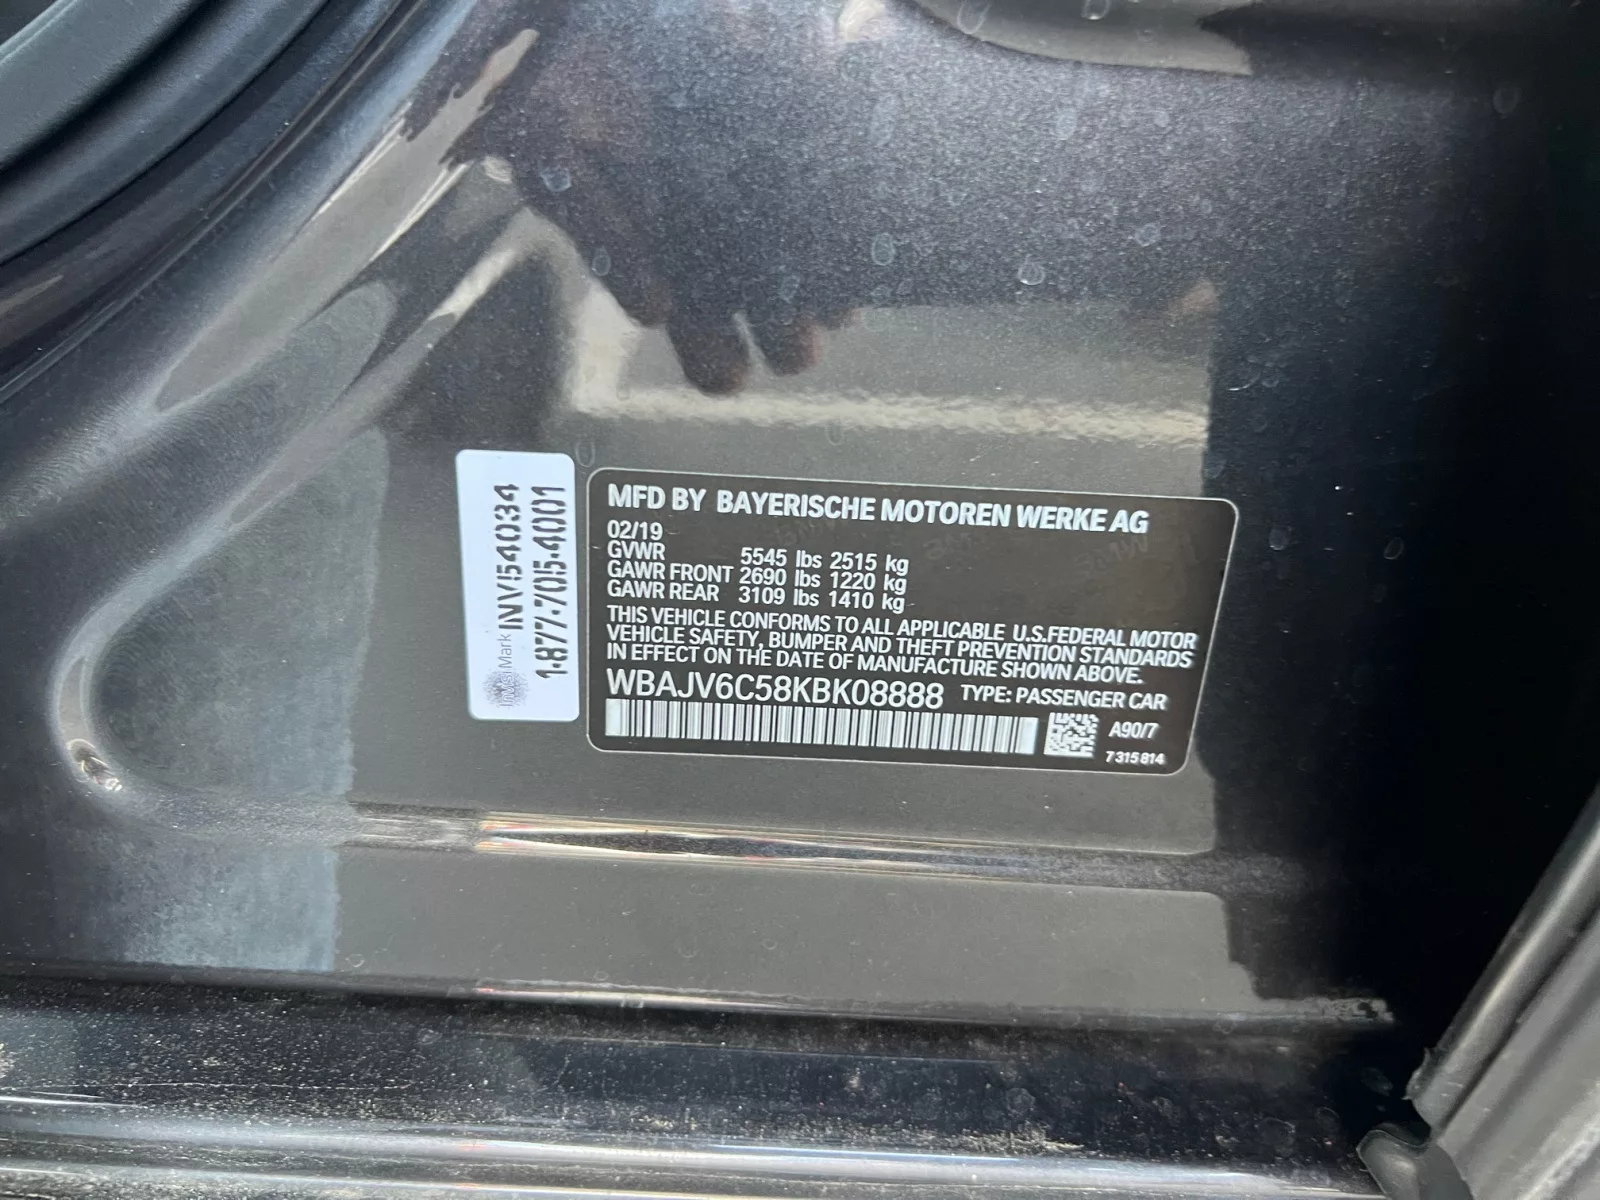 InvisiMark
INV54034
1-877-705-4001
MFD BY BAYERISCHE MOTOREN WERKE AG
02/19
GVWR 5545 lbs 2515 kg
GAWR FRONT 2690 lbs 1220 kg
GAWR REAR 3109 lbs 1410 kg
THIS VEHICLE CONFORMS TO ALL APPLICABLE U.S.FEDERAL MOTOR
VEHICLE SAFETY, BUMPER AND THEFT PREVENTION STANDARDS
IN EFFECT ON THE DATE OF MANUFACTURE SHOWN ABOVE.
WBAJV6C58KBK08888 TYPE: PASSENGER CAR
A90/7
7 315 814